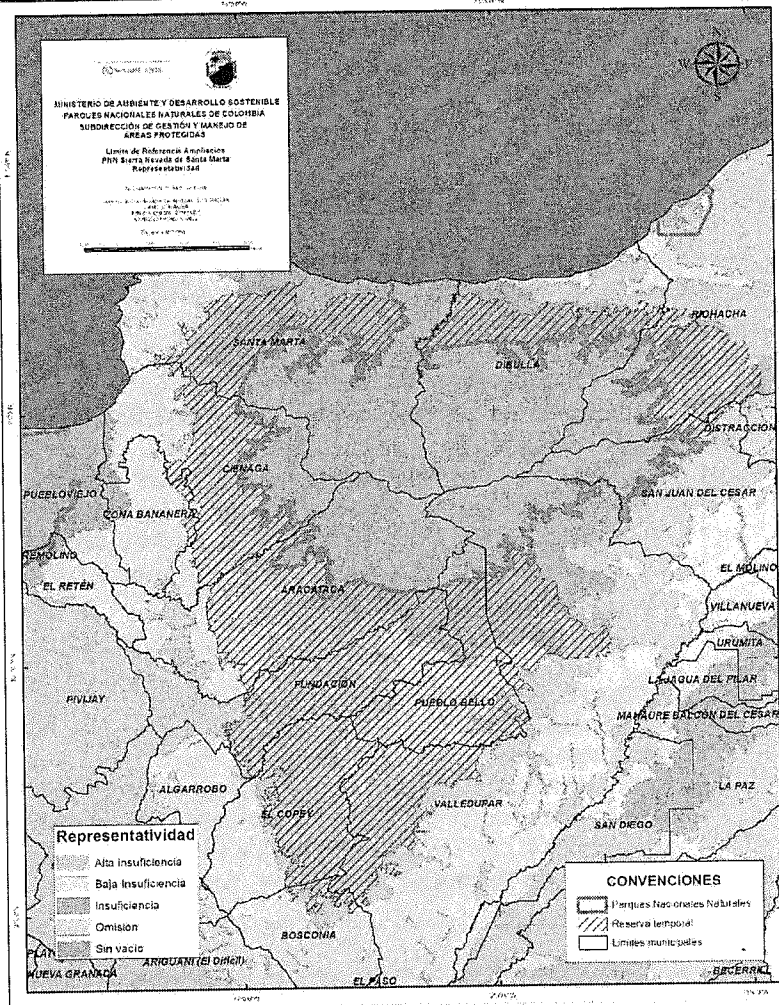 MINISTERIO DE AMBIENTE Y DESARROLLO SOSTENIBLE
PARQUES NACIONALES NATURALES DE COLOMBIA
SUBDIRECCIÓN DE GESTIÓN Y MANEJO DE
ÁREAS PROTEGIDAS
Límite de Referencia Ampliación
PNN Sierra Nevada de Santa Marta
Representatividad
W
S
RIOHACHA
SANTA MARTA
DIBULLA
DISTRACCION
CIENAGA
PUEBLOVIEJO
SAN JUAN DEL CESAR
ZONA BANANERA
REMOLINO
EL MOLINO
EL RETÉN
ARACATACA
VILLANUEVA
URUMITA
FUNDACIÓN
LA JAGUA DEL PILAR
PIVIJAY
PUEBLO BELLO
MANAURE BALCÓN DEL CESAR
ALGARROBO
LA PAZ
EL COPEY
VALLEDUPAR
SAN DIEGO
Representatividad
Alta insuficiencia
Baja Insuficiencia
Insuficiencia
Omisión
Sin vacio
CONVENCIONES
Parques Nacionales Naturales
Reserva temporal
Limites municipales
BOSCONIA
ARIGUANÍ (El Difícil)
NUEVA GRANADA
EL PASO
BECERRIL